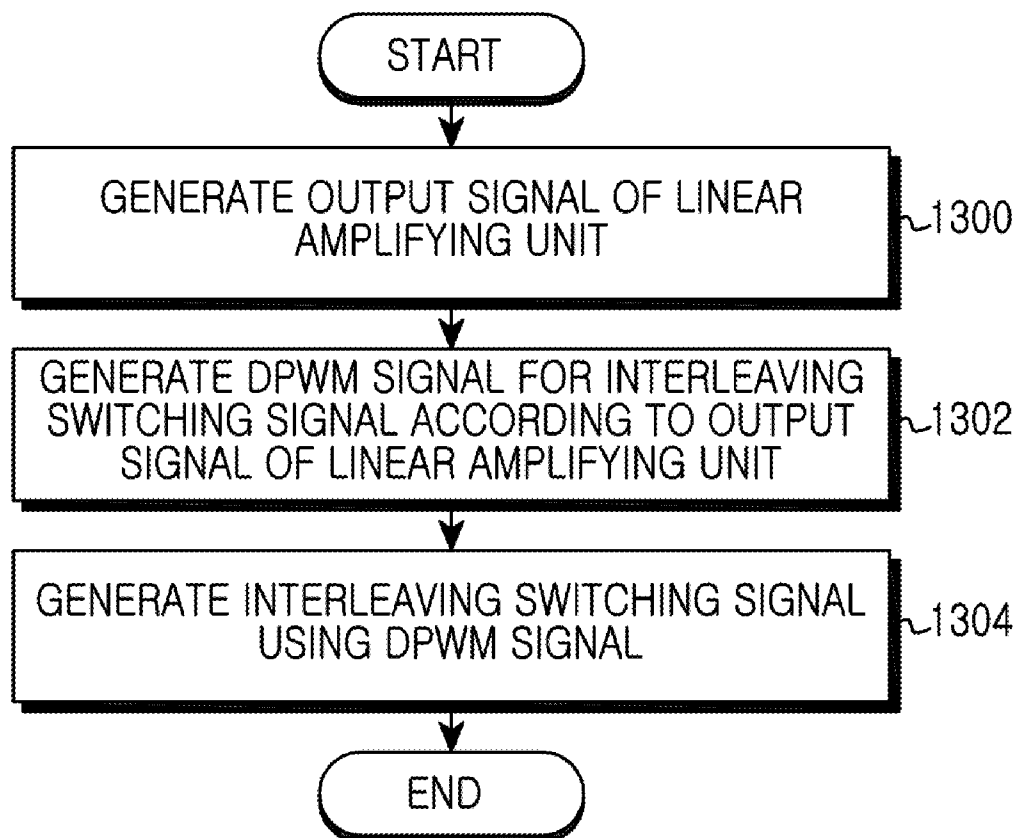 START
GENERATE OUTPUT SIGNAL OF LINEAR
AMPLIFYING UNIT
1300
GENERATE DPWM SIGNAL FOR INTERLEAVING
SWITCHING SIGNAL ACCORDING TO OUTPUT
SIGNAL OF LINEAR AMPLIFYING UNIT
1302
GENERATE INTERLEAVING SWITCHING SIGNAL
USING DPWM SIGNAL
1304
END